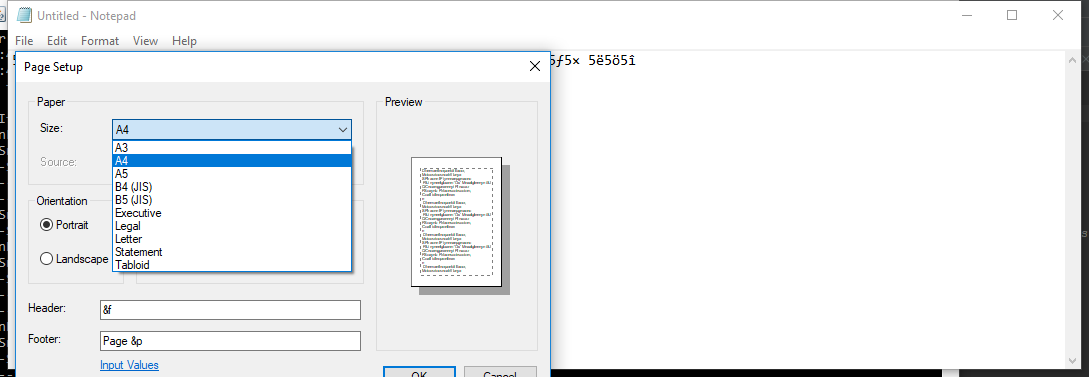 Untitled - Notepad
File Edit Format View Help
5ƒ5× 5ë5ö5î
Page Setup
Paper
Size:
A4
A3
A4
A5
B4 (JIS)
B5 (JIS)
Executive
Legal
Letter
Statement
Tabloid
Source:
Orientation
Portrait
Landscape
Preview
Header:
&f
Footer:
Page &p
Input Values
OK
Cancel